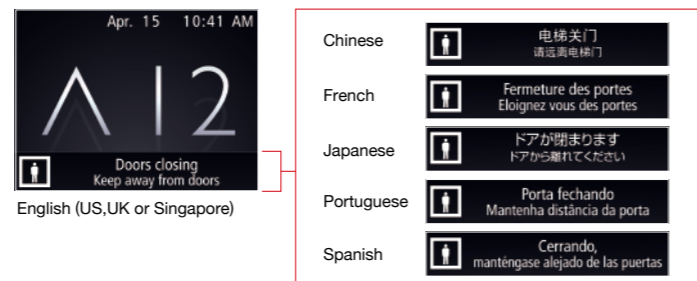 Apr. 15 10:41 AM
12
Doors closing
Keep away from doors
English (US,UK or Singapore)
Chinese
电梯关门
请远离电梯门
French
Fermeture des portes
Eloignez vous des portes
Japanese
ドアが閉まります
ドアから離れてください
Portuguese
Porta fechando
Mantenha distância da porta
Spanish
Cerrando,
manténgase alejado de las puertas